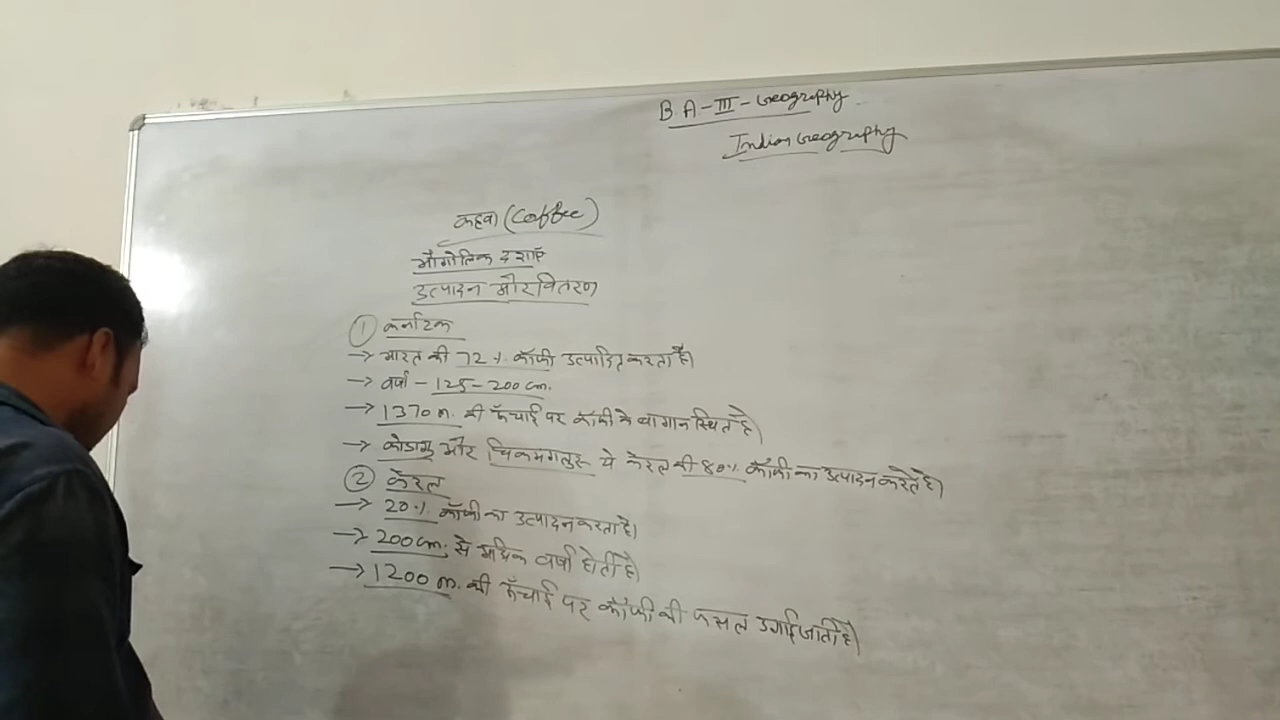 B A - III - Geography
Indian Geography
कहवा (Coffee)
भौगोलिक दशाएँ
उत्पादन और वितरण
① कर्नाटक
→ भारत की 72% कॉफी उत्पादित करता है।
→ वर्षा - 125 - 200 cm.
→ 1370 m. की ऊँचाई पर कॉफी के बागान स्थित है।
→ कोडागु और चिकमगलुरू ये केरल की 80% कॉफी का उत्पादन करते है।
② केरल
→ 20% कॉफी का उत्पादन करता है।
→ 200 cm. से अधिक वर्षा होती है।
→ 1200 m. की ऊँचाई पर कॉफी की फसल उगाई जाती है।